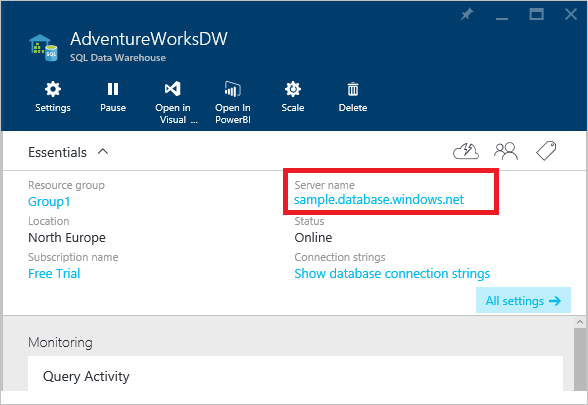 AdventureWorksDW
SQL Data Warehouse
SQL
Settings
Pause
Open in
Visual ...
Open In
PowerBI
Scale
Delete
Essentials
Resource group
Group1
Server name
sample.database.windows.net
Location
North Europe
Status
Online
Subscription name
Free Trial
Connection strings
Show database connection strings
All settings →
Monitoring
Query Activity